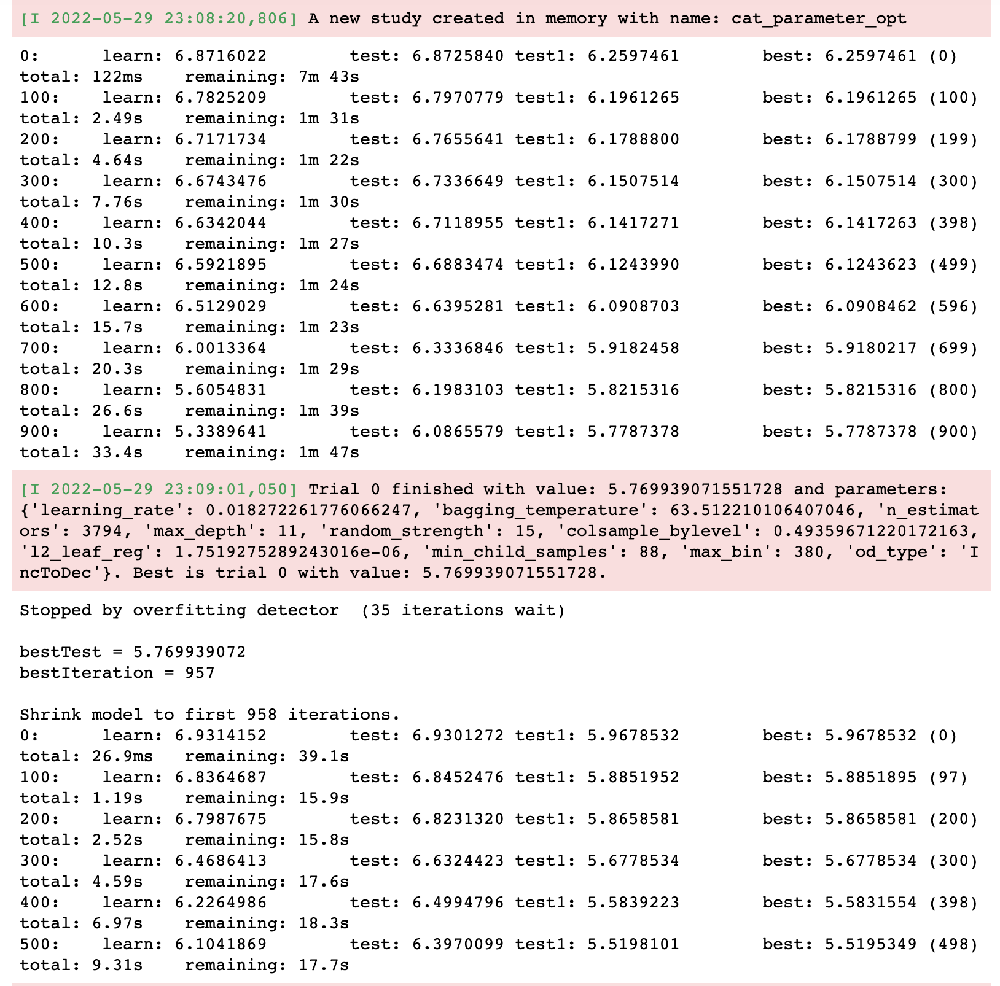 [I 2022-05-29 23:08:20,806] A new study created in memory with name: cat_parameter_opt
0:      learn: 6.8716022        test: 6.8725840 test1: 6.2597461        best: 6.2597461 (0)
total: 122ms    remaining: 7m 43s
100:    learn: 6.7825209        test: 6.7970779 test1: 6.1961265        best: 6.1961265 (100)
total: 2.49s    remaining: 1m 31s
200:    learn: 6.7171734        test: 6.7655641 test1: 6.1788800        best: 6.1788799 (199)
total: 4.64s    remaining: 1m 22s
300:    learn: 6.6743476        test: 6.7336649 test1: 6.1507514        best: 6.1507514 (300)
total: 7.76s    remaining: 1m 30s
400:    learn: 6.6342044        test: 6.7118955 test1: 6.1417271        best: 6.1417263 (398)
total: 10.3s    remaining: 1m 27s
500:    learn: 6.5921895        test: 6.6883474 test1: 6.1243990        best: 6.1243623 (499)
total: 12.8s    remaining: 1m 24s
600:    learn: 6.5129029        test: 6.6395281 test1: 6.0908703        best: 6.0908462 (596)
total: 15.7s    remaining: 1m 23s
700:    learn: 6.0013364        test: 6.3336846 test1: 5.9182458        best: 5.9180217 (699)
total: 20.3s    remaining: 1m 29s
800:    learn: 5.6054831        test: 6.1983103 test1: 5.8215316        best: 5.8215316 (800)
total: 26.6s    remaining: 1m 39s
900:    learn: 5.3389641        test: 6.0865579 test1: 5.7787378        best: 5.7787378 (900)
total: 33.4s    remaining: 1m 47s
[I 2022-05-29 23:09:01,050] Trial 0 finished with value: 5.769939071551728 and parameters:
{'learning_rate': 0.018272261776066247, 'bagging_temperature': 63.512210106407046, 'n_estimat
ors': 3794, 'max_depth': 11, 'random_strength': 15, 'colsample_bylevel': 0.49359671220172163,
'l2_leaf_reg': 1.7519275289243016e-06, 'min_child_samples': 88, 'max_bin': 380, 'od_type': 'I
ncToDec'}. Best is trial 0 with value: 5.769939071551728.
Stopped by overfitting detector  (35 iterations wait)
bestTest = 5.769939072
bestIteration = 957
Shrink model to first 958 iterations.
0:      learn: 6.9314152        test: 6.9301272 test1: 5.9678532        best: 5.9678532 (0)
total: 26.9ms   remaining: 39.1s
100:    learn: 6.8364687        test: 6.8452476 test1: 5.8851952        best: 5.8851895 (97)
total: 1.19s    remaining: 15.9s
200:    learn: 6.7987675        test: 6.8231320 test1: 5.8658581        best: 5.8658581 (200)
total: 2.52s    remaining: 15.8s
300:    learn: 6.4686413        test: 6.6324423 test1: 5.6778534        best: 5.6778534 (300)
total: 4.59s    remaining: 17.6s
400:    learn: 6.2264986        test: 6.4994796 test1: 5.5839223        best: 5.5831554 (398)
total: 6.97s    remaining: 18.3s
500:    learn: 6.1041869        test: 6.3970099 test1: 5.5198101        best: 5.5195349 (498)
total: 9.31s    remaining: 17.7s